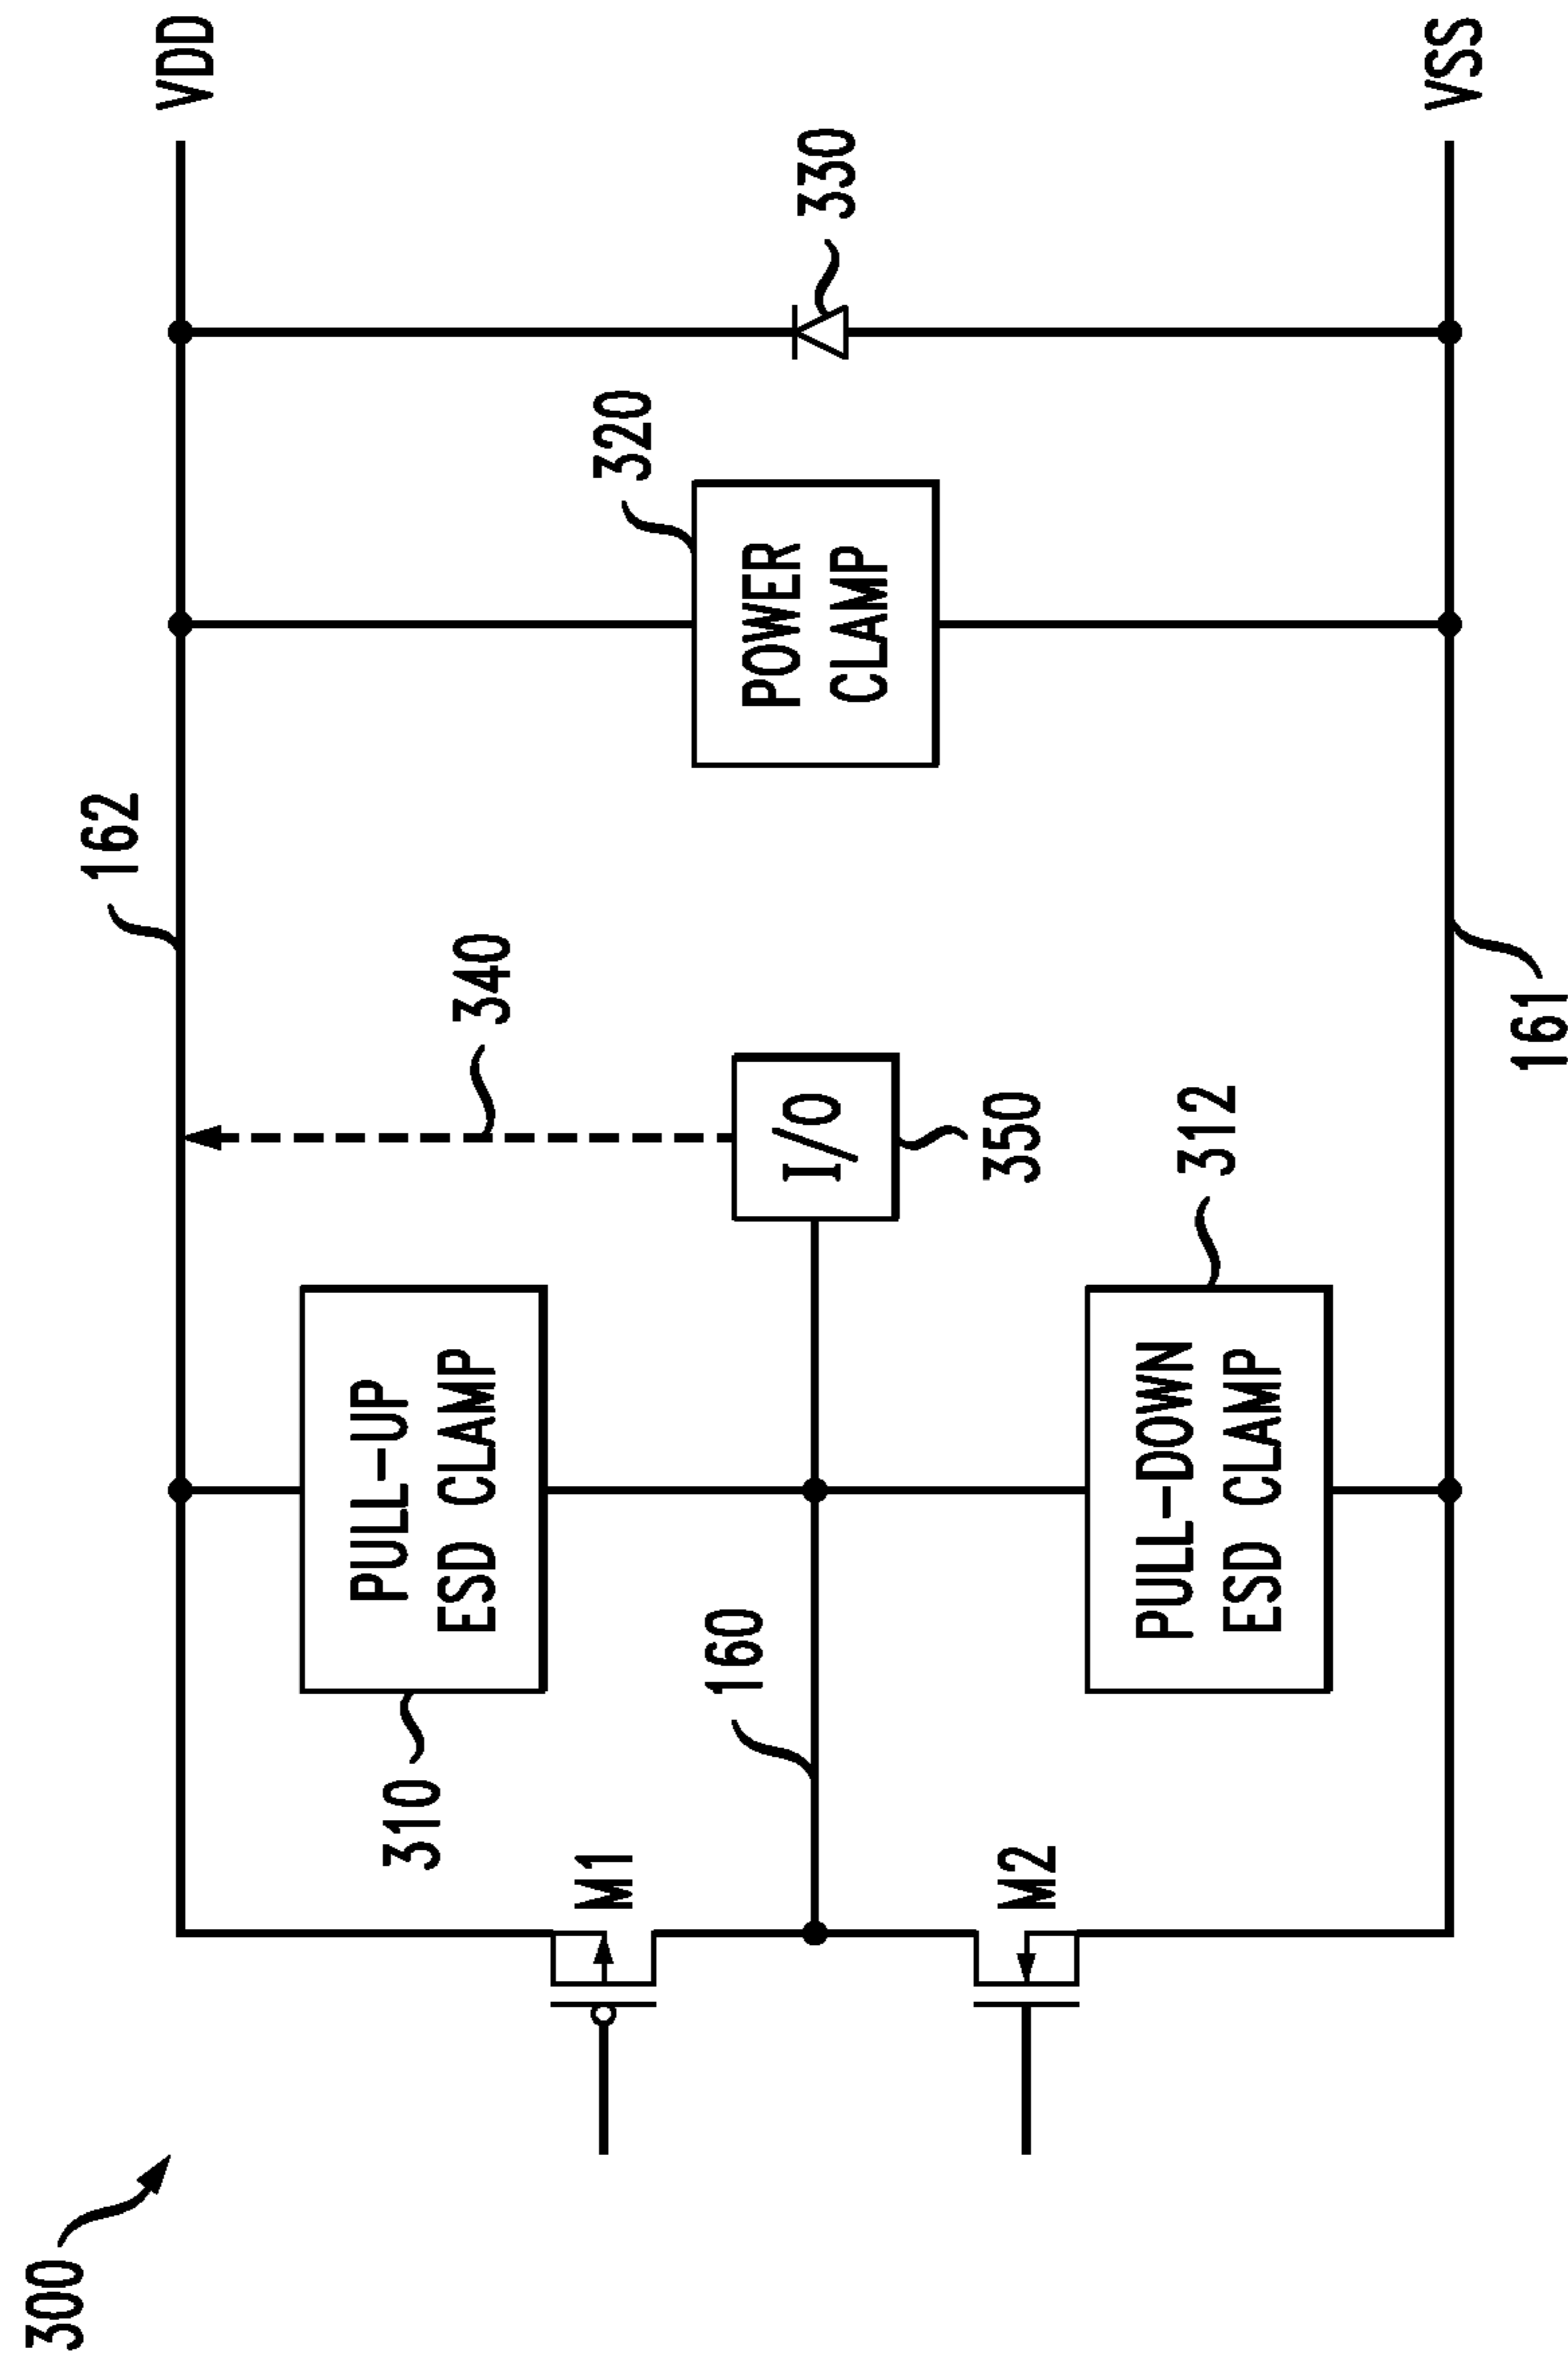 300
162
VDD
310
PULL-UP
ESD CLAMP
340
320
M1
160
I/O
POWER
CLAMP
330
M2
350
PULL-DOWN
ESD CLAMP
312
161
VSS